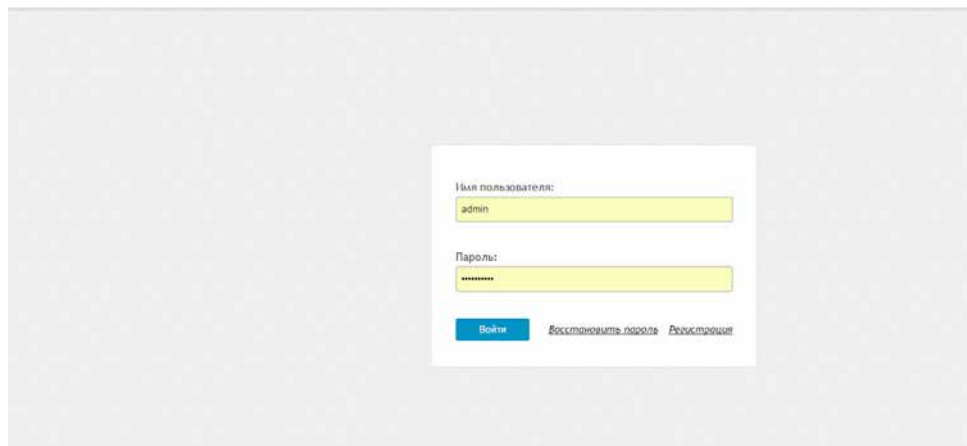 Имя пользователя:
admin
Пароль:
••••••••••
Войти Восстановить пароль Регистрация